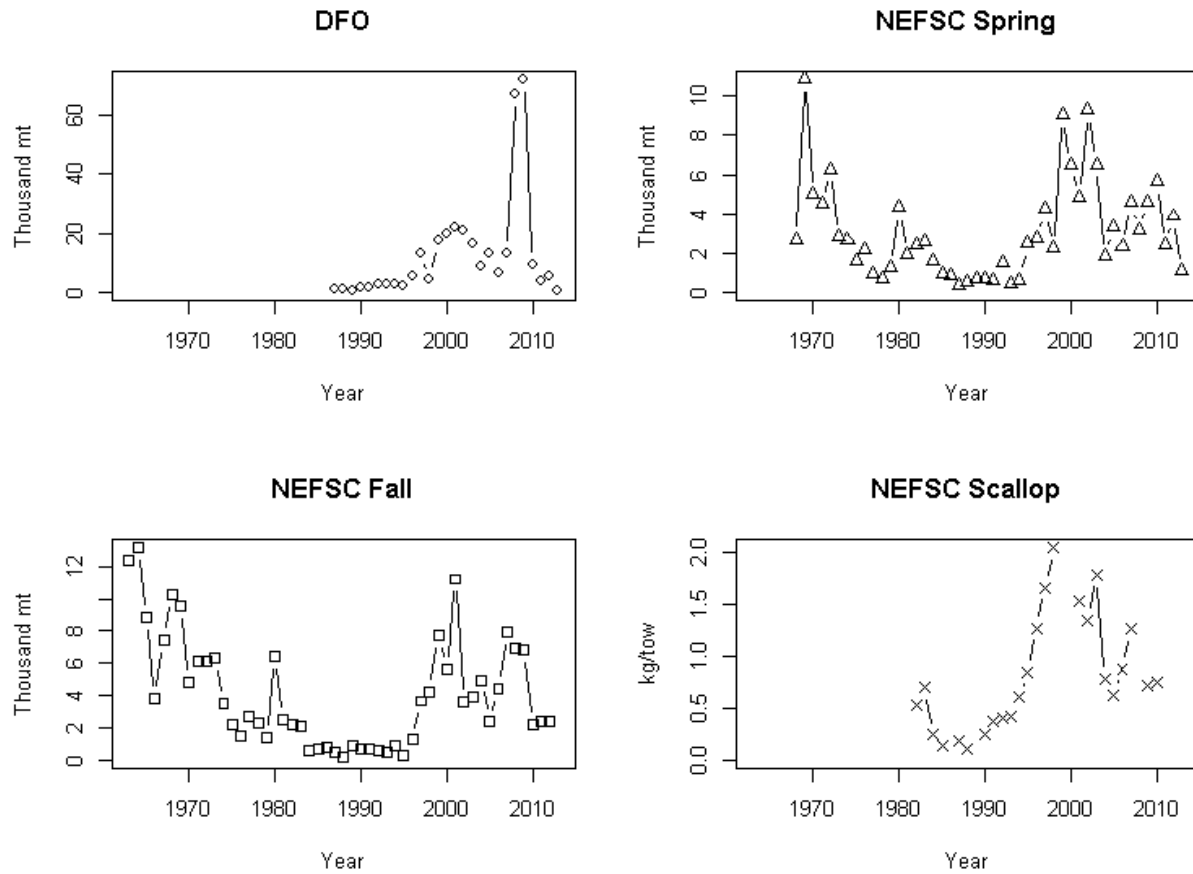 DFO
Thousand mt
60
40
20
0
1970 1980 1990 2000 2010
Year
NEFSC Spring
Thousand mt
10
8
6
4
2
0
1970 1980 1990 2000 2010
Year
NEFSC Fall
Thousand mt
12
8
6
4
2
0
1970 1980 1990 2000 2010
Year
NEFSC Scallop
kg/tow
2.0
1.5
1.0
0.5
0.0
1970 1980 1990 2000 2010
Year